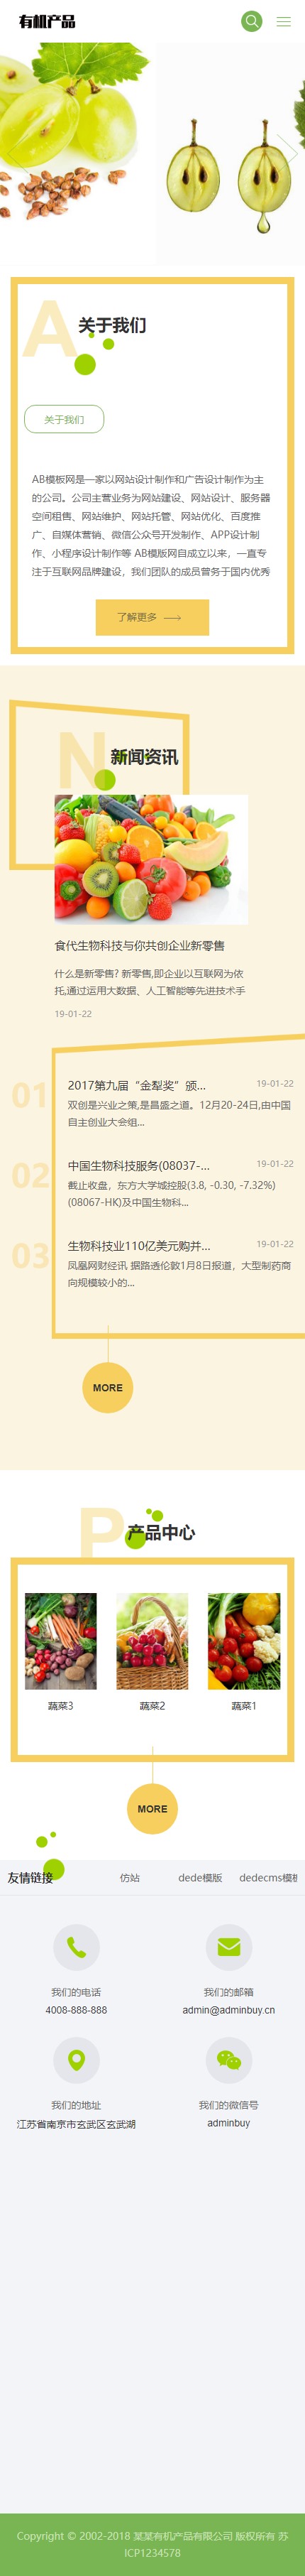 有机产品
A
关于我们
关于我们
AB模板网是一家以网站设计制作和广告设计制作为主
的公司。公司主营业务为网站建设、网站设计、服务器
空间租售、网站维护、网站托管、网站优化、百度推
广、自媒体营销、微信公众号开发制作、APP设计制
作、小程序设计制作等 AB模版网自成立以来，一直专
注于互联网品牌建设，我们团队的成员曾务于国内优秀
了解更多
N
新闻资讯
食代生物科技与你共创企业新零售
什么是新零售? 新零售,即企业以互联网为依
托,通过运用大数据、人工智能等先进技术手
19-01-22
01
2017第九届“金犁奖”颁...
19-01-22
双创是兴业之策,是昌盛之道。12月20-24日,由中国
自主创业大会组...
02
中国生物科技服务(08037-...
19-01-22
截止收盘，东方大学城控股(3.8, -0.30, -7.32%)
(08067-HK)及中国生物科...
03
生物科技业110亿美元购并...
19-01-22
凤凰网财经讯 据路透伦敦1月8日报道，大型制药商
向规模较小的...
MORE
P
产品中心
蔬菜3
蔬菜2
蔬菜1
MORE
友情链接
仿站
dede模版
dedecms模板
我们的电话
4008-888-888
我们的邮箱
admin@adminbuy.cn
我们的地址
江苏省南京市玄武区玄武湖
我们的微信号
adminbuy
Copyright © 2002-2018 某某有机产品有限公司 版权所有 苏
ICP1234578